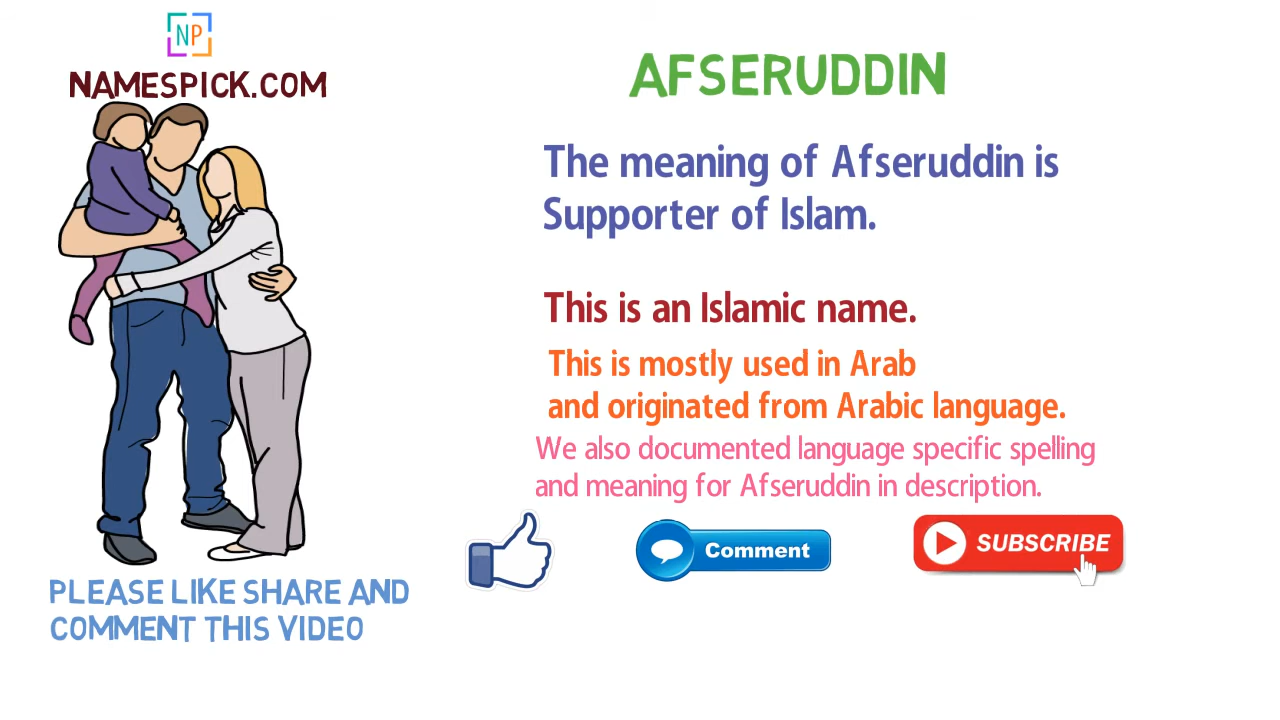 NP
NAMESPICK.COM
AFSERUDDIN
The meaning of Afseruddin is
Supporter of Islam.
This is an Islamic name.
This is mostly used in Arab
and originated from Arabic language.
We also documented language specific spelling
and meaning for Afseruddin in description.
Comment
SUBSCRIBE
PLEASE LIKE SHARE AND
COMMENT THIS VIDEO